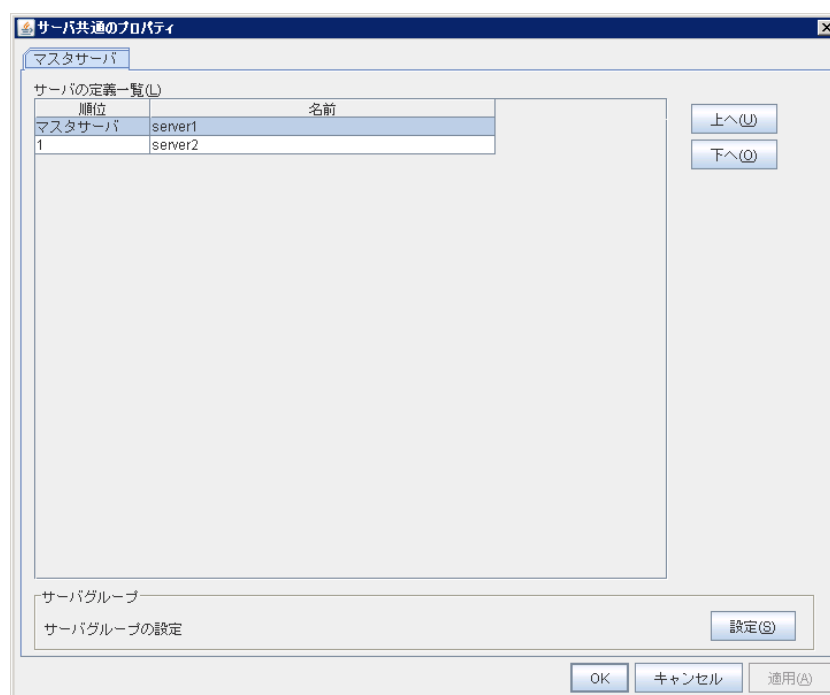 サーバ共通のプロパティ
マスタサーバ
サーバの定義一覧(L)
順位 名前
マスタサーバ server1
1 server2
上へ(U)
下へ(O)
サーバグループ
サーバグループの設定
設定(S)
OK キャンセル 適用(A)